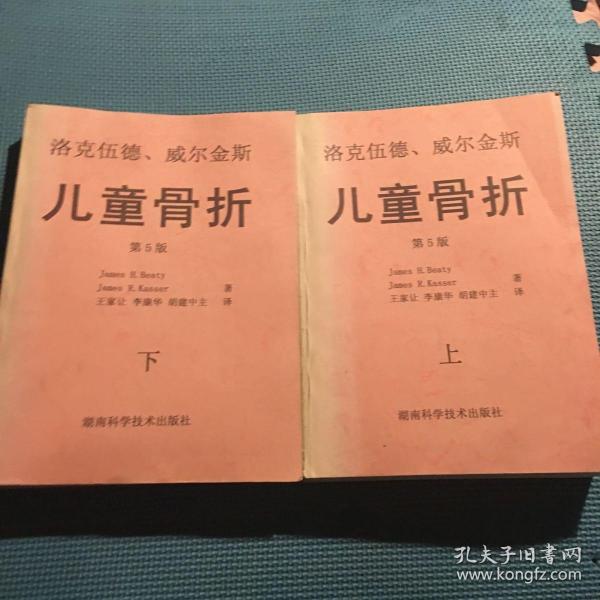 洛克伍德、威尔金斯
儿童骨折
第5版
James H. Beaty
James R. Kasser 著
王家让 李康华 胡建中主 译
下
湖南科学技术出版社
洛克伍德、威尔金斯
儿童骨折
第5版
James H. Beaty
James R. Kasser 著
王家让 李康华 胡建中主 译
上
湖南科学技术出版社
孔夫子旧书网
www.kongfz.com